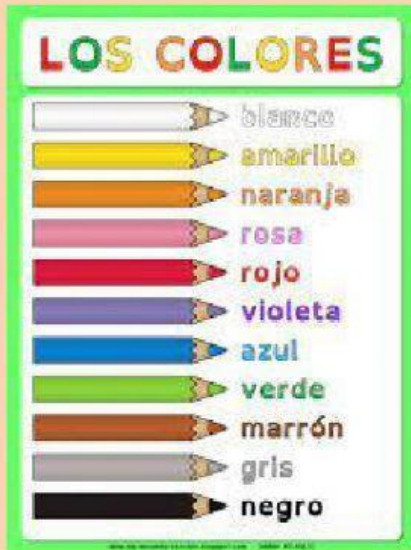 LOS COLORES
blanco
amarillo
naranja
rosa
rojo
violeta
azul
verde
marrón
gris
negro